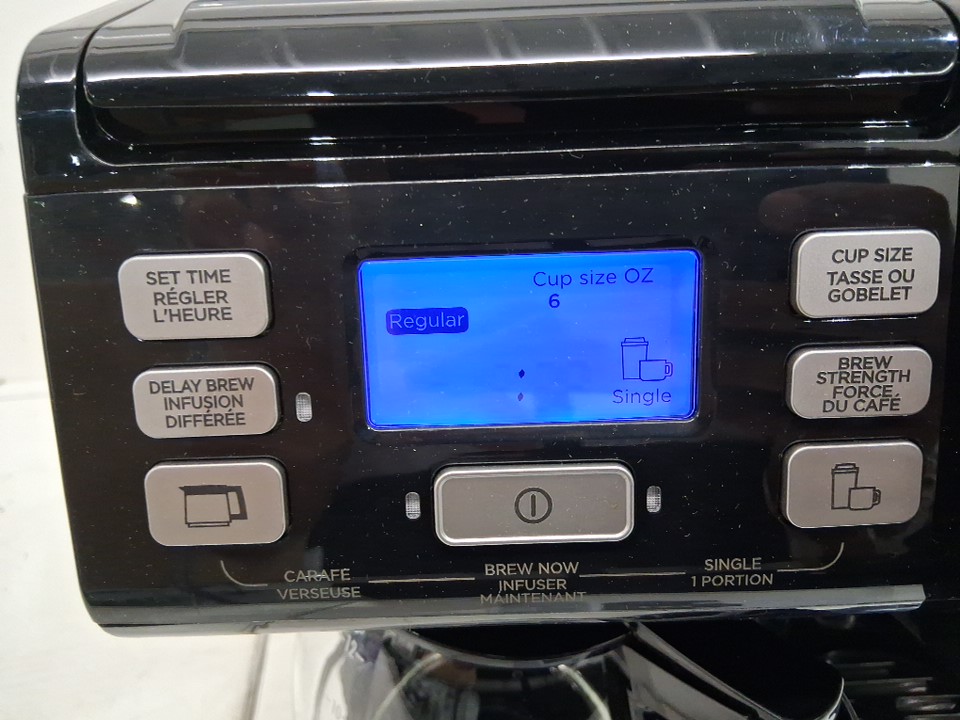 SET TIME
RÉGLER
L'HEURE
DELAY BREW
INFUSION
DIFFÉRÉE
Cup size OZ
6
Regular
Single
CUP SIZE
TASSE OU
GOBELET
BREW
STRENGTH
FORCE
DU CAFÉ
CARAFE
VERSEUSE
BREW NOW
INFUSER
MAINTENANT
SINGLE
1 PORTION